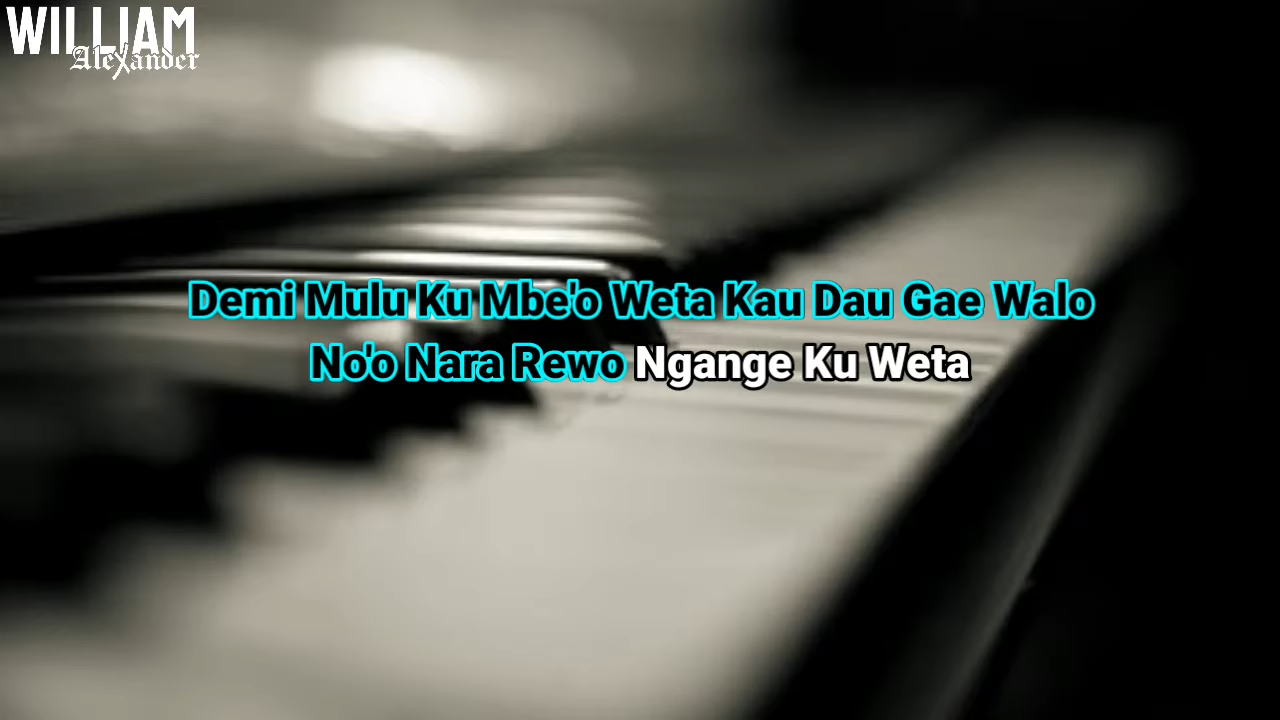 WILLIAM
Alexander
Demi Mulu Ku Mbe'o Weta Kau Dau Gae Walo
No'o Nara Rewo Ngange Ku Weta